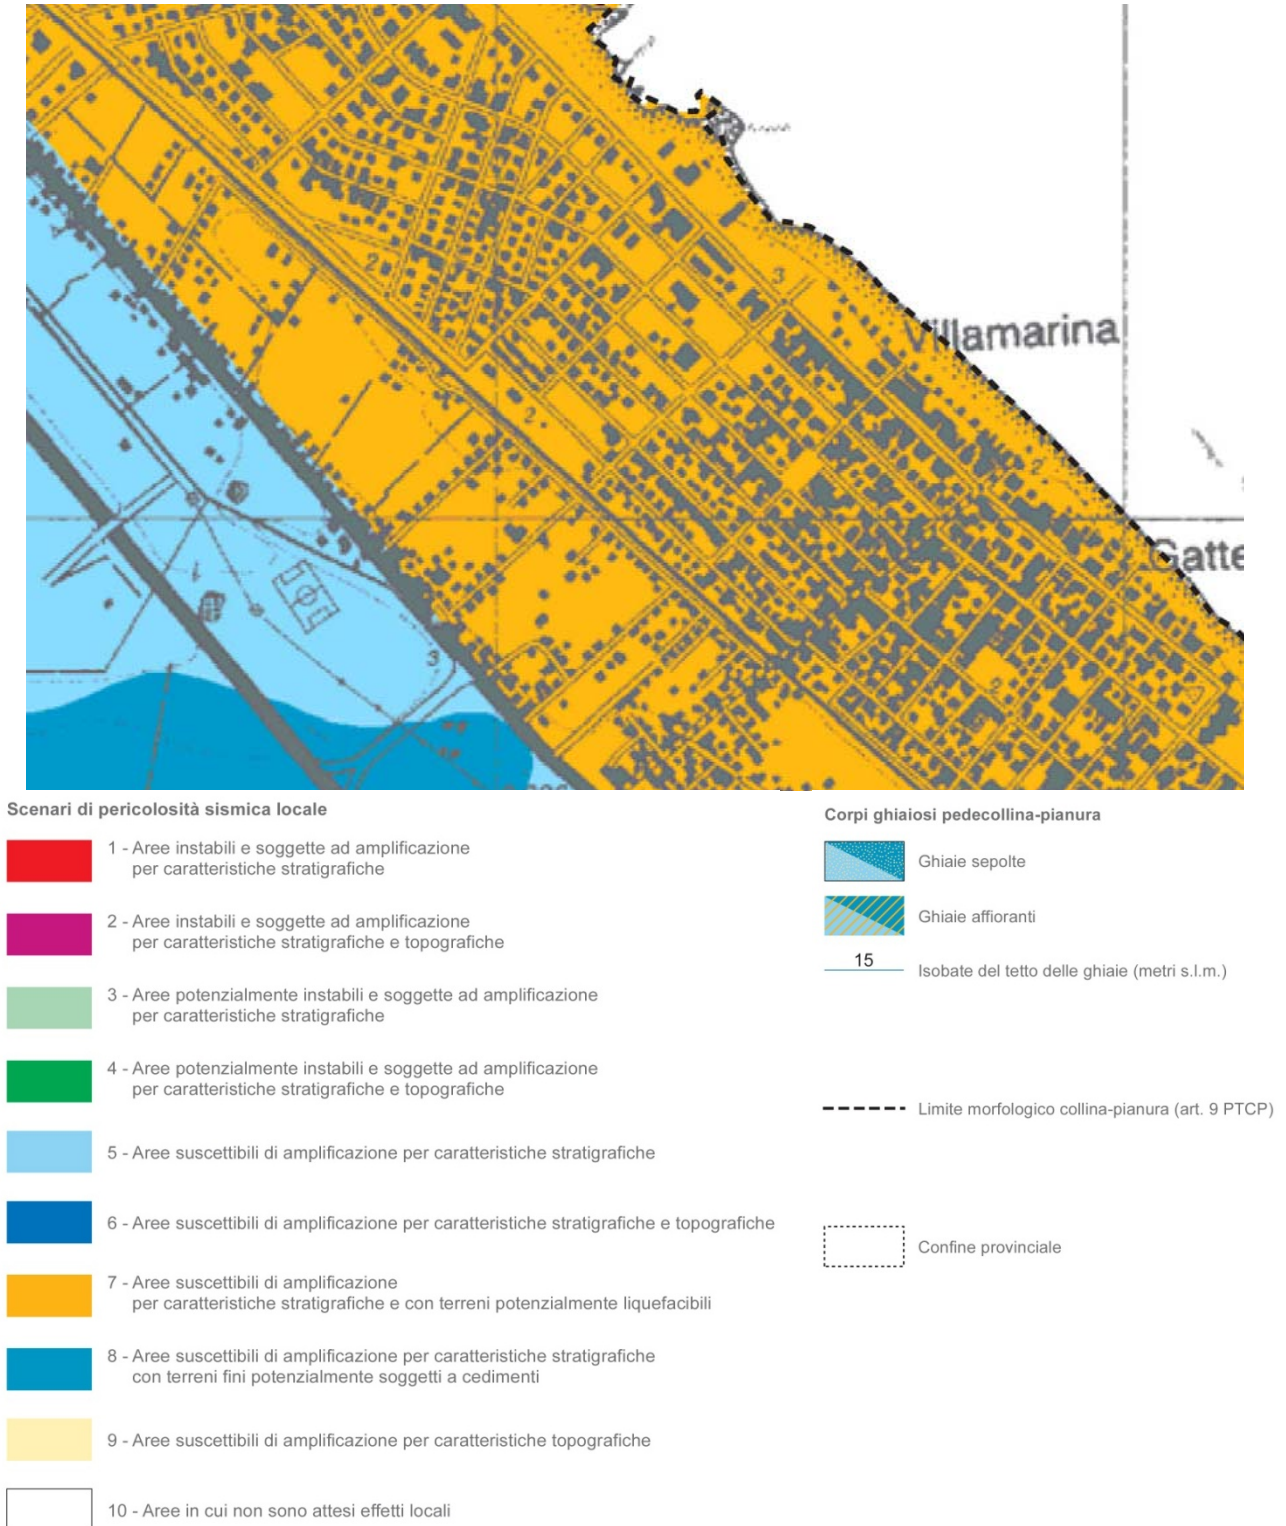 2
3
Villamarina
2
2
Gatte
3
2
Scenari di pericolosità sismica locale
1 - Aree instabili e soggette ad amplificazione
per caratteristiche stratigrafiche
2 - Aree instabili e soggette ad amplificazione
per caratteristiche stratigrafiche e topografiche
3 - Aree potenzialmente instabili e soggette ad amplificazione
per caratteristiche stratigrafiche
4 - Aree potenzialmente instabili e soggette ad amplificazione
per caratteristiche stratigrafiche e topografiche
5 - Aree suscettibili di amplificazione per caratteristiche stratigrafiche
6 - Aree suscettibili di amplificazione per caratteristiche stratigrafiche e topografiche
7 - Aree suscettibili di amplificazione
per caratteristiche stratigrafiche e con terreni potenzialmente liquefacibili
8 - Aree suscettibili di amplificazione per caratteristiche stratigrafiche
con terreni fini potenzialmente soggetti a cedimenti
9 - Aree suscettibili di amplificazione per caratteristiche topografiche
10 - Aree in cui non sono attesi effetti locali
Corpi ghiaiosi pedecollina-pianura
Ghiaie sepolte
Ghiaie affioranti
15
Isobate del tetto delle ghiaie (metri s.l.m.)
Limite morfologico collina-pianura (art. 9 PTCP)
Confine provinciale